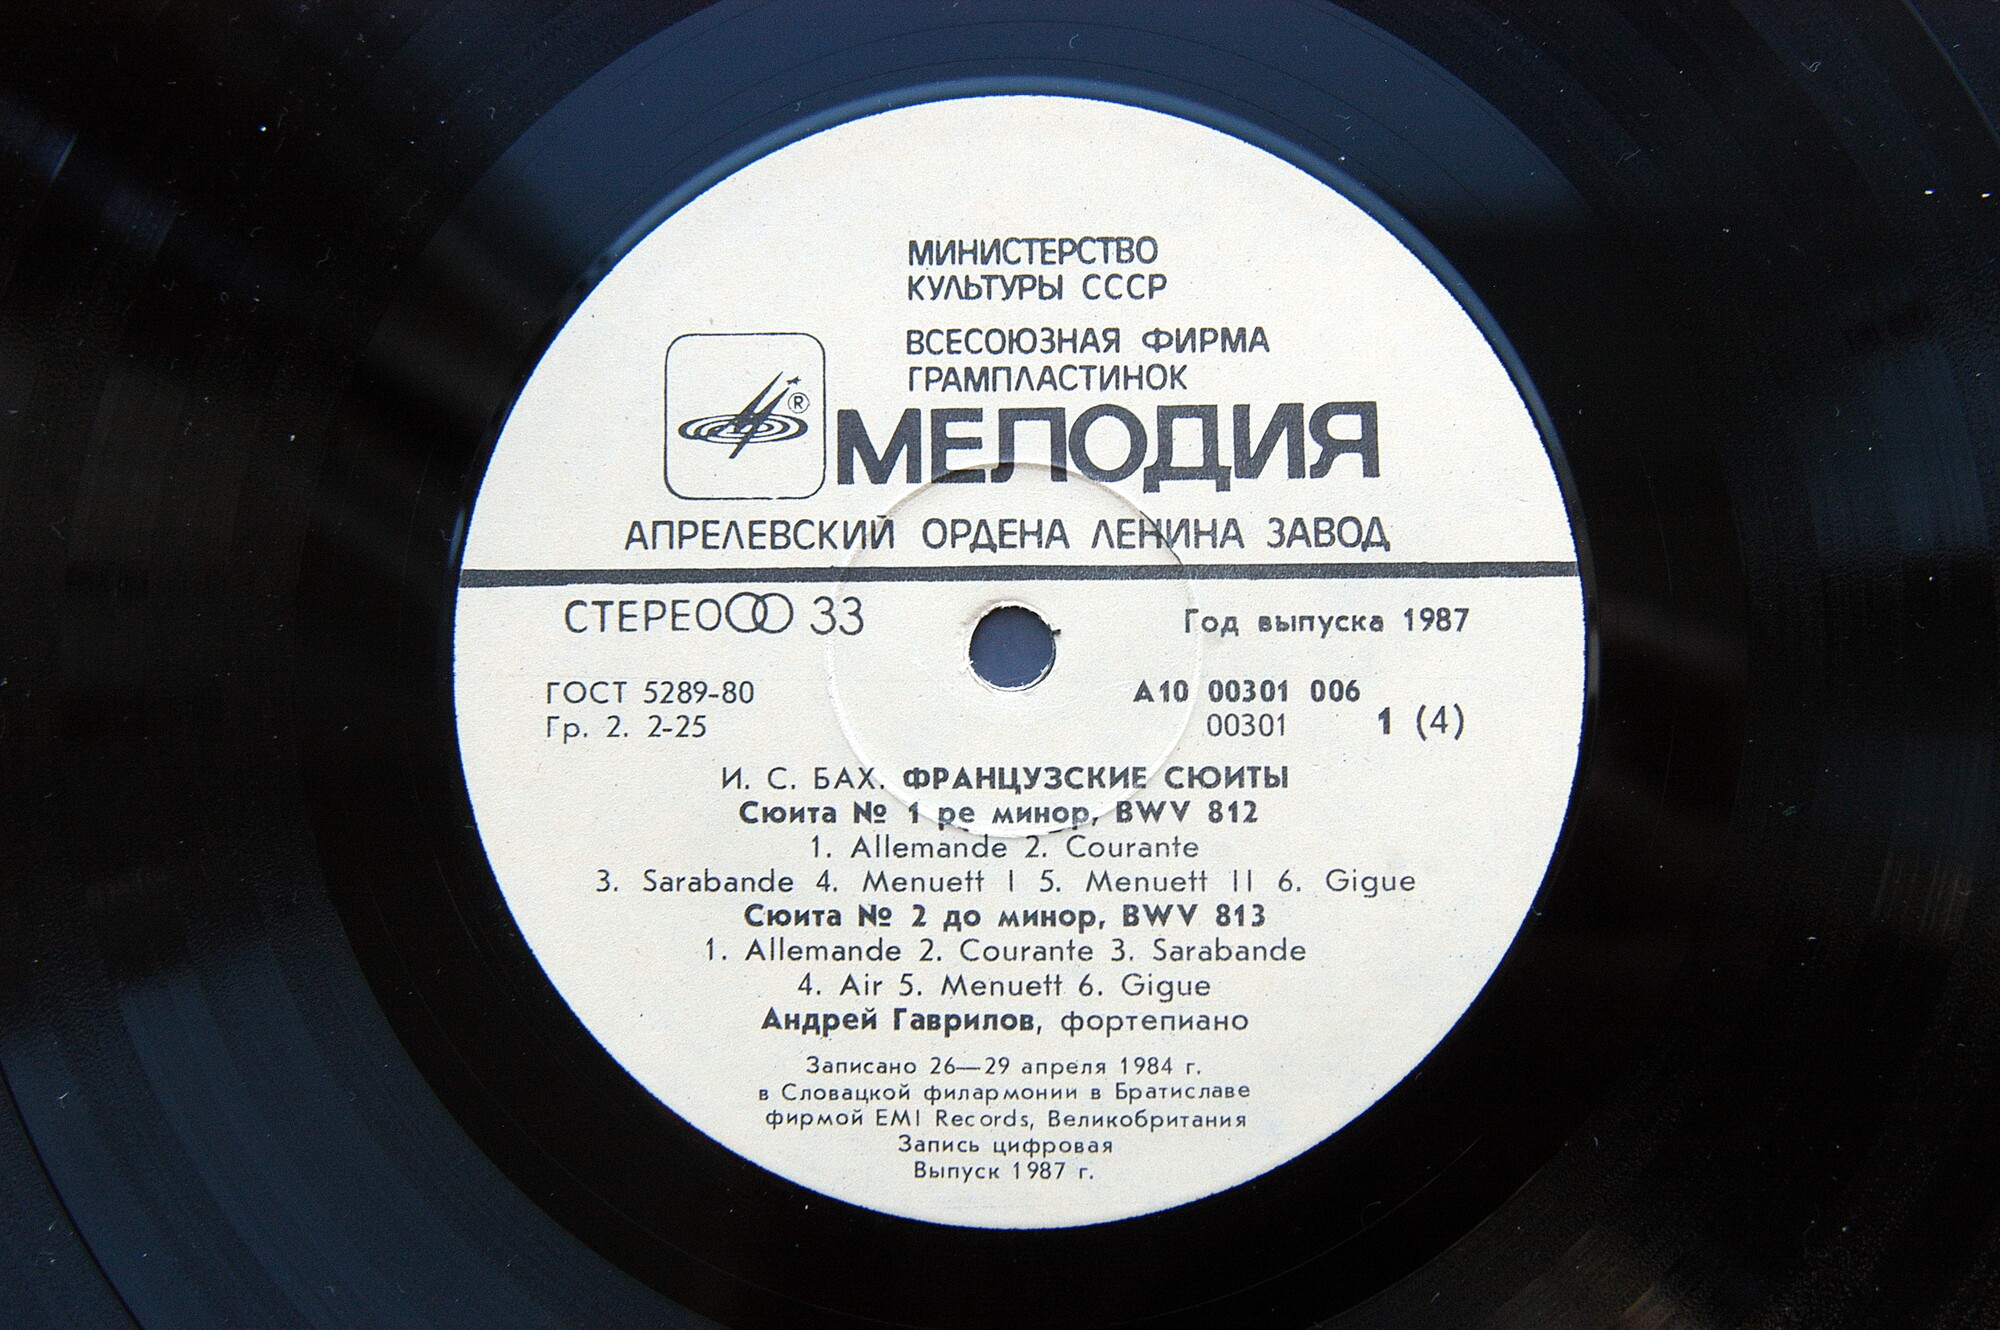 МИНИСТЕРСТВО
КУЛЬТУРЫ СССР
ВСЕСОЮЗНАЯ ФИРМА
ГРАМПЛАСТИНОК
®
МЕЛОДИЯ
АПРЕЛЕВСКИЙ ОРДЕНА ЛЕНИНА ЗАВОД
СТЕРЕО 33
Год выпуска 1987
ГОСТ 5289-80
Гр. 2. 2-25
А10 00301 006
00301 1 (4)
И. С. БАХ. ФРАНЦУЗСКИЕ СЮИТЫ
Сюита № 1 ре минор, BWV 812
1. Allemande 2. Courante
3. Sarabande 4. Menuett I 5. Menuett II 6. Gigue
Сюита № 2 до минор, BWV 813
1. Allemande 2. Courante 3. Sarabande
4. Air 5. Menuett 6. Gigue
Андрей Гаврилов, фортепиано
Записано 26—29 апреля 1984 г.
в Словацкой филармонии в Братиславе
фирмой EMI Records, Великобритания
Запись цифровая
Выпуск 1987 г.